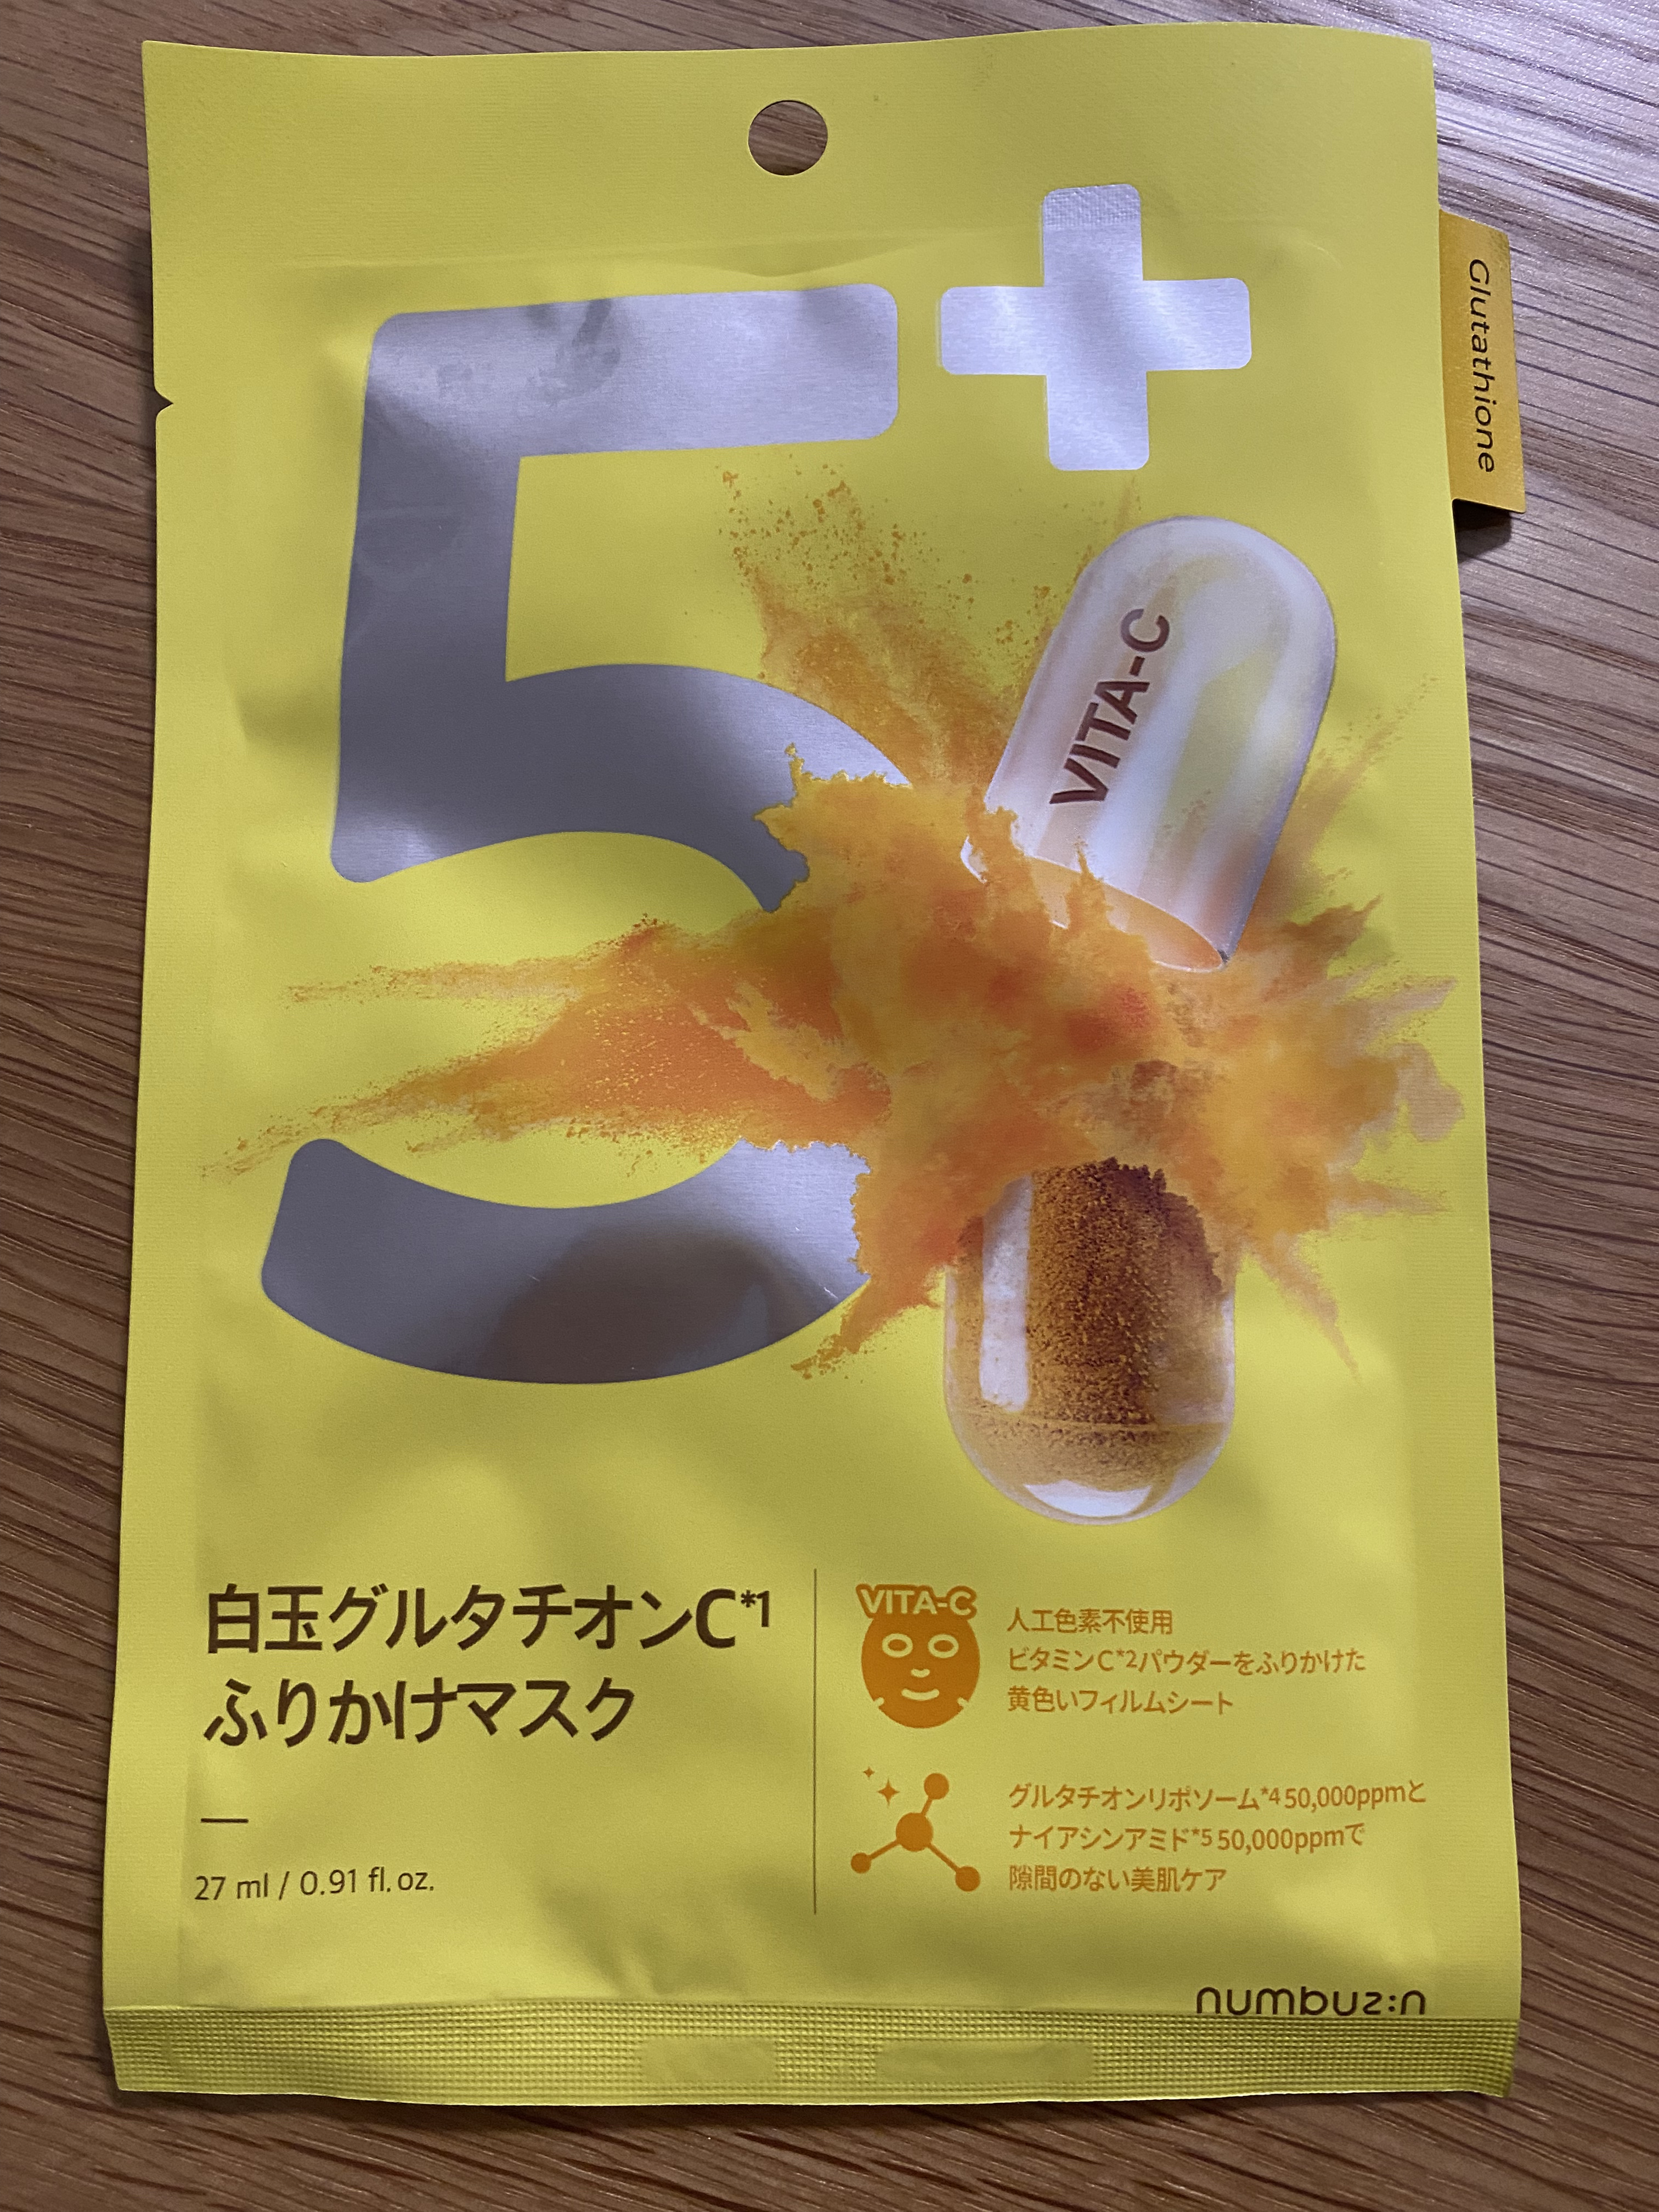 5+
Glutathione
VITA-C
白玉グルタチオンC*1
ふりかけマスク
27 ml / 0.91 fl. oz.
VITA-C
人工色素不使用
ビタミンC*2パウダーをふりかけた
黄色いフィルムシート
グルタチオンリポソーム*4 50,000ppmと
ナイアシンアミド*5 50,000ppmで
隙間のない美肌ケア
numbuz:n